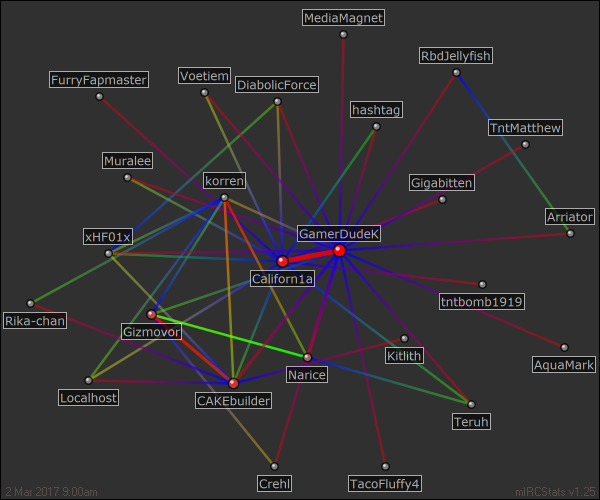 MediaMagnet
RbdJellyfish
Voetiem
FurryFapmaster
DiabolicForce
hashtag
TntMatthew
Muralee
korren
Gigabitten
Arriator
xHF01x
GamerDudeK
Californ1a
tntbomb1919
Rika-chan
Gizmovor
Kitlith
AquaMark
Narice
Localhost
CAKEbuilder
Teruh
Crehl
TacoFluffy4
2 Mar 2017 9:00am
mIRCStats v1.25